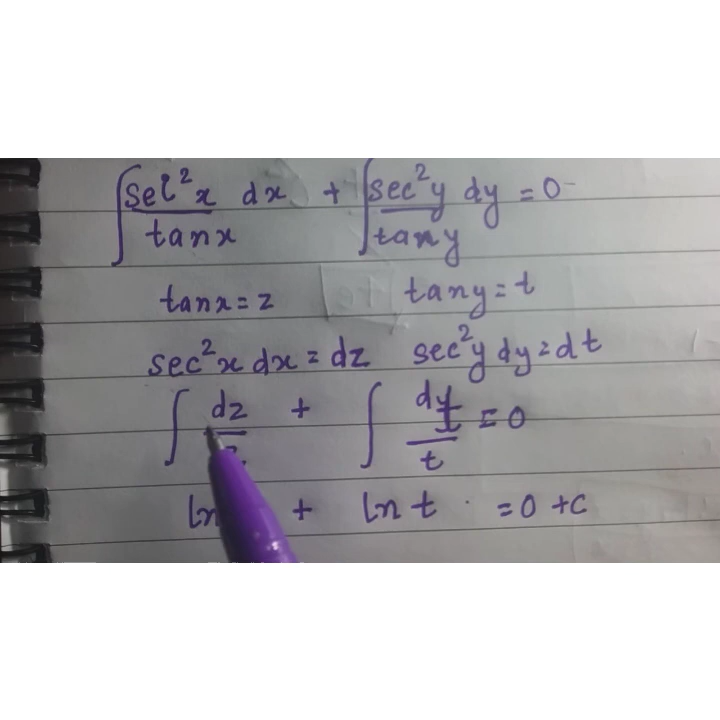 ∫ sec²x/tanx dx + ∫ sec²y/tany dy = 0
tanx = z tany = t
sec²x dx = dz sec²y dy = dt
∫ dz/ + ∫ dt/t = 0
ln + ln t = 0 + c